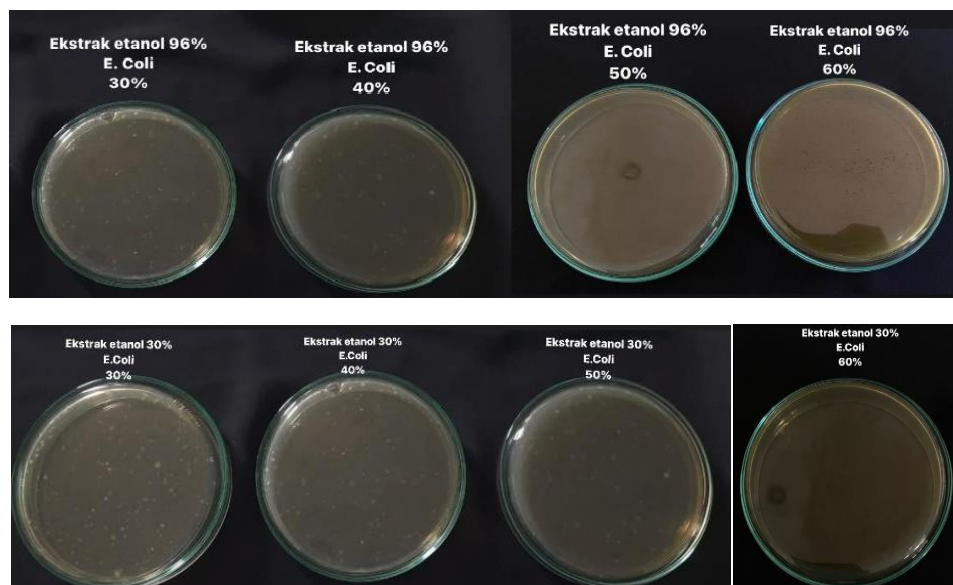 Ekstrak etanol 96%
E. Coli
30%
Ekstrak etanol 96%
E. Coli
40%
Ekstrak etanol 96%
E. Coli
50%
Ekstrak etanol 96%
E. Coli
60%
Ekstrak etanol 30%
E.Coli
30%
Ekstrak etanol 30%
E.Coli
40%
Ekstrak etanol 30%
E.Coli
50%
Ekstrak etanol 30%
E.Coli
60%